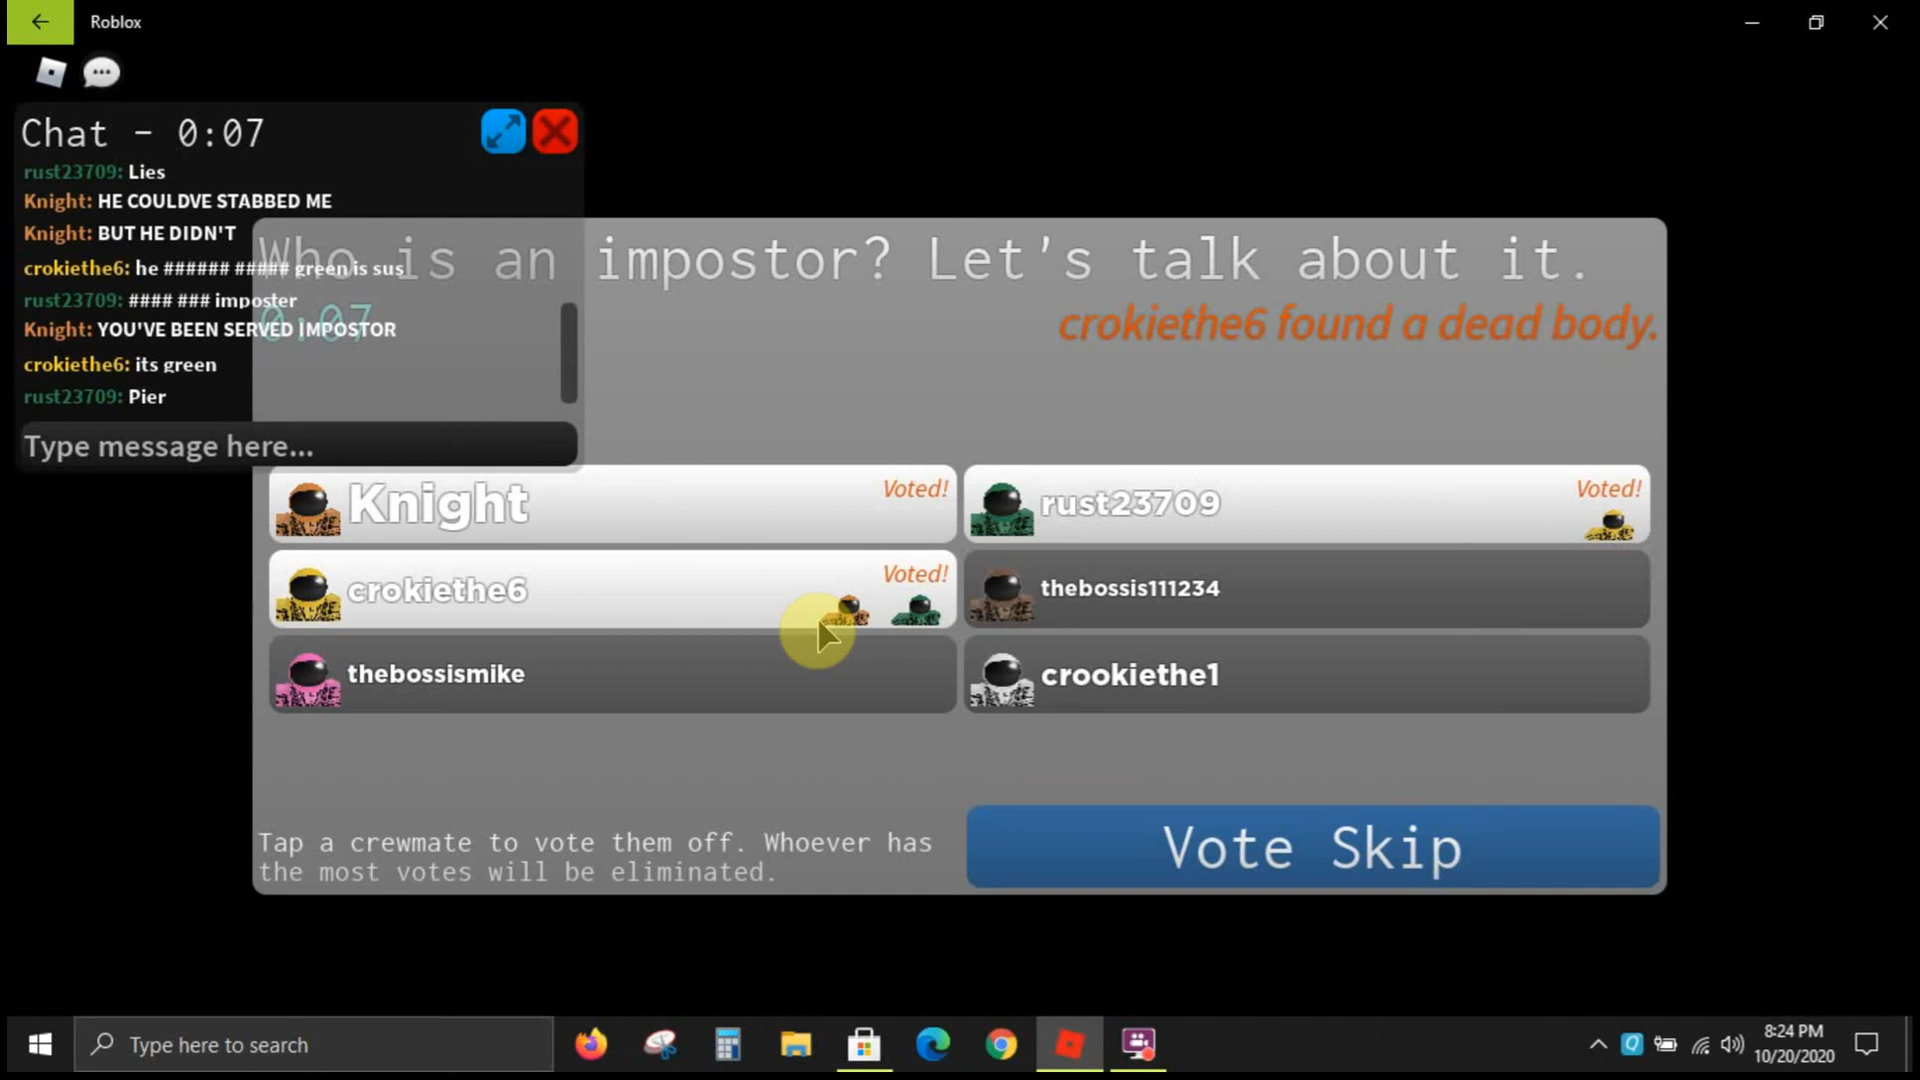 Roblox
Chat - 0:07
rust23709: Lies
Knight: HE COULDVE STABBED ME
Knight: BUT HE DIDN'T
crokiethe6: he ###### ##### green is sus
rust23709: #### ### imposter
Knight: YOU'VE BEEN SERVED IMPOSTOR
crokiethe6: its green
rust23709: Pier
Type message here...
Who is an impostor? Let's talk about it.
0:07
crokiethe6 found a dead body.
Knight
Voted!
rust23709
Voted!
crokiethe6
Voted!
thebossis111234
thebossismike
crookiethe1
Tap a crewmate to vote them off. Whoever has
the most votes will be eliminated.
Vote Skip
Type here to search
8:24 PM
10/20/2020